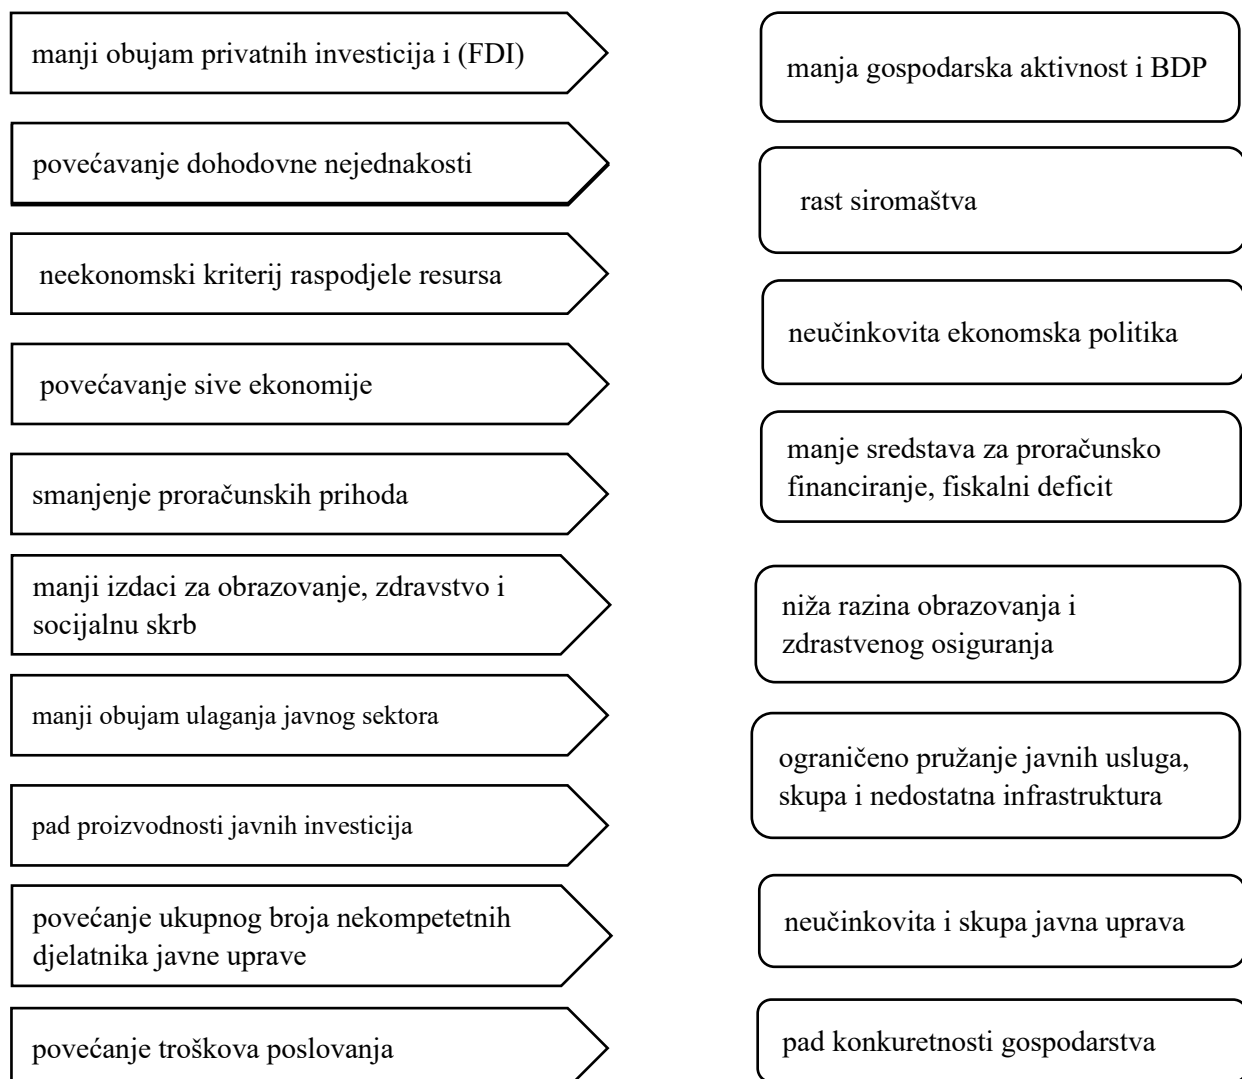 manji obujam privatnih investicija i (FDI)
manja gospodarska aktivnost i BDP
povećavanje dohodovne nejednakosti
rast siromaštva
neekonomski kriterij raspodjele resursa
neučinkovita ekonomska politika
povećavanje sive ekonomije
manje sredstava za proračunsko
financiranje, fiskalni deficit
smanjenje proračunskih prihoda
manji izdaci za obrazovanje, zdravstvo i
socijalnu skrb
niža razina obrazovanja i
zdrastvenog osiguranja
manji obujam ulaganja javnog sektora
ograničeno pružanje javnih usluga,
skupa i nedostatna infrastruktura
pad proizvodnosti javnih investicija
povećanje ukupnog broja nekompetetnih
djelatnika javne uprave
neučinkovita i skupa javna uprava
povećanje troškova poslovanja
pad konkuretnosti gospodarstva